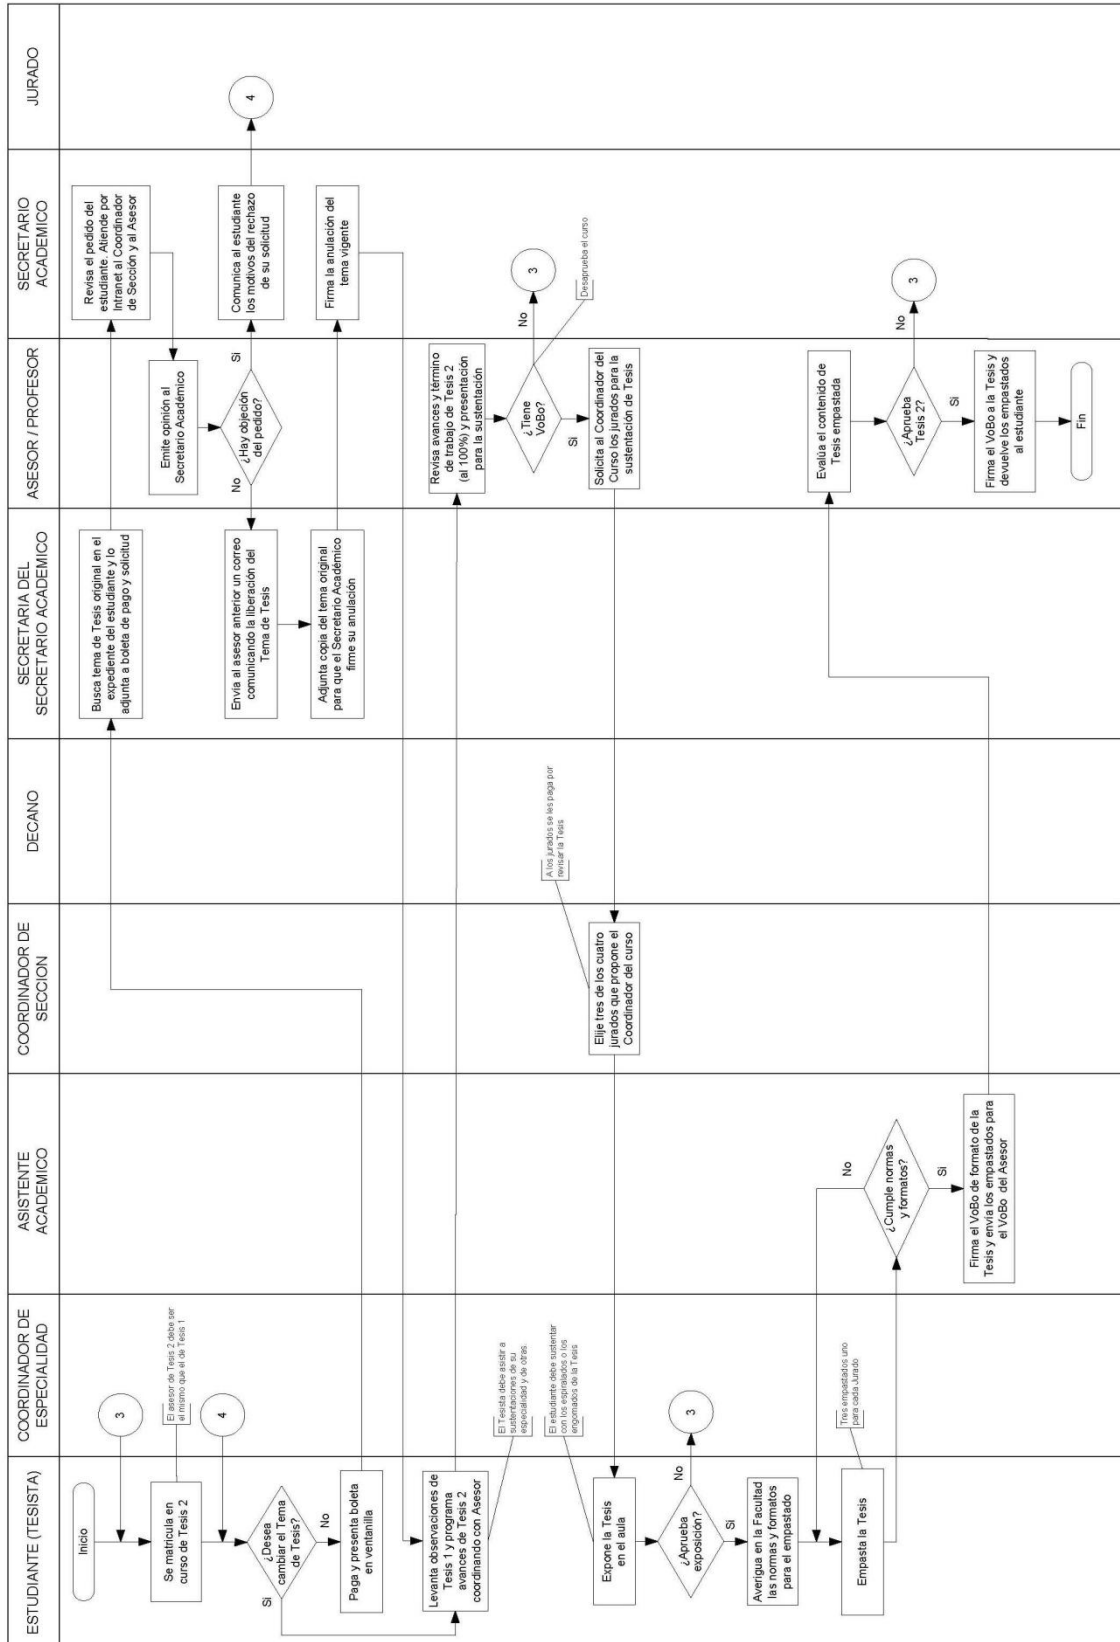 ESTUDIANTE (TESISTA)
COORDINADOR DE
ESPECIALIDAD
ASISTENTE
ACADEMICO
COORDINADOR DE
SECCION
DECANO
SECRETARIA DEL
SECRETARIO ACADEMICO
ASESOR / PROFESOR
SECRETARIO
ACADEMICO
JURADO
Inicio
3
Se matricula en
curso de Tesis 2
El asesor de Tesis 2 debe ser
el mismo que el de Tesis 1
4
¿Desea
cambiar el Tema
de Tesis?
Si
No
Paga y presenta boleta
en ventanilla
Busca tema de Tesis original en el
expediente del estudiante y lo
adjunta a boleta de pago y solicitud
Revisa el pedido del
estudiante. Atiende por
Intranet al Coordinador
de Sección y al Asesor
Emite opinión al
Secretario Académico
¿Hay objeción
del pedido?
Si
No
Comunica al estudiante
los motivos del rechazo
de su solicitud
4
Envia al asesor anterior un correo
comunicando la liberación del
Tema de Tesis
Adjunta copia del tema original
para que el Secretario Académico
firme su anulación
Firma la anulación del
tema vigente
Levanta observaciones de
Tesis 1 y programa
avances de Tesis 2
coordinando con Asesor
El Tesista debe asistir a
sustentaciones de su
especialidad y de otras.
Revisa avances y término
de trabajo de Tesis 2
(al 100%) y presentación
para la sustentación
¿Tiene
VoBo?
No
3
Desaprueba el curso
Si
Solicita al Coordinador del
Curso los jurados para la
sustentación de Tesis
Elije tres de los cuatro
jurados que propone el
Coordinador del curso
A los jurados se les paga por
revisar la Tesis
Expone la Tesis
en el aula
El estudiante debe sustentar
con los espiralados o los
engomados de la Tesis
¿Aprueba
exposición?
No
3
Si
Averigua en la Facultad
las normas y formatos
para el empastado
Empasta la Tesis
Tres empastados uno
para cada Jurado
¿Cumple normas
y formatos?
No
Si
Firma el VoBo de formato de la
Tesis y envía los empastados para
el VoBo del Asesor
Evalúa el contenido de
Tesis empastada
¿Aprueba
Tesis 2?
No
3
Si
Firma el VoBo a la Tesis y
devuelve los empastados
al estudiante
Fin